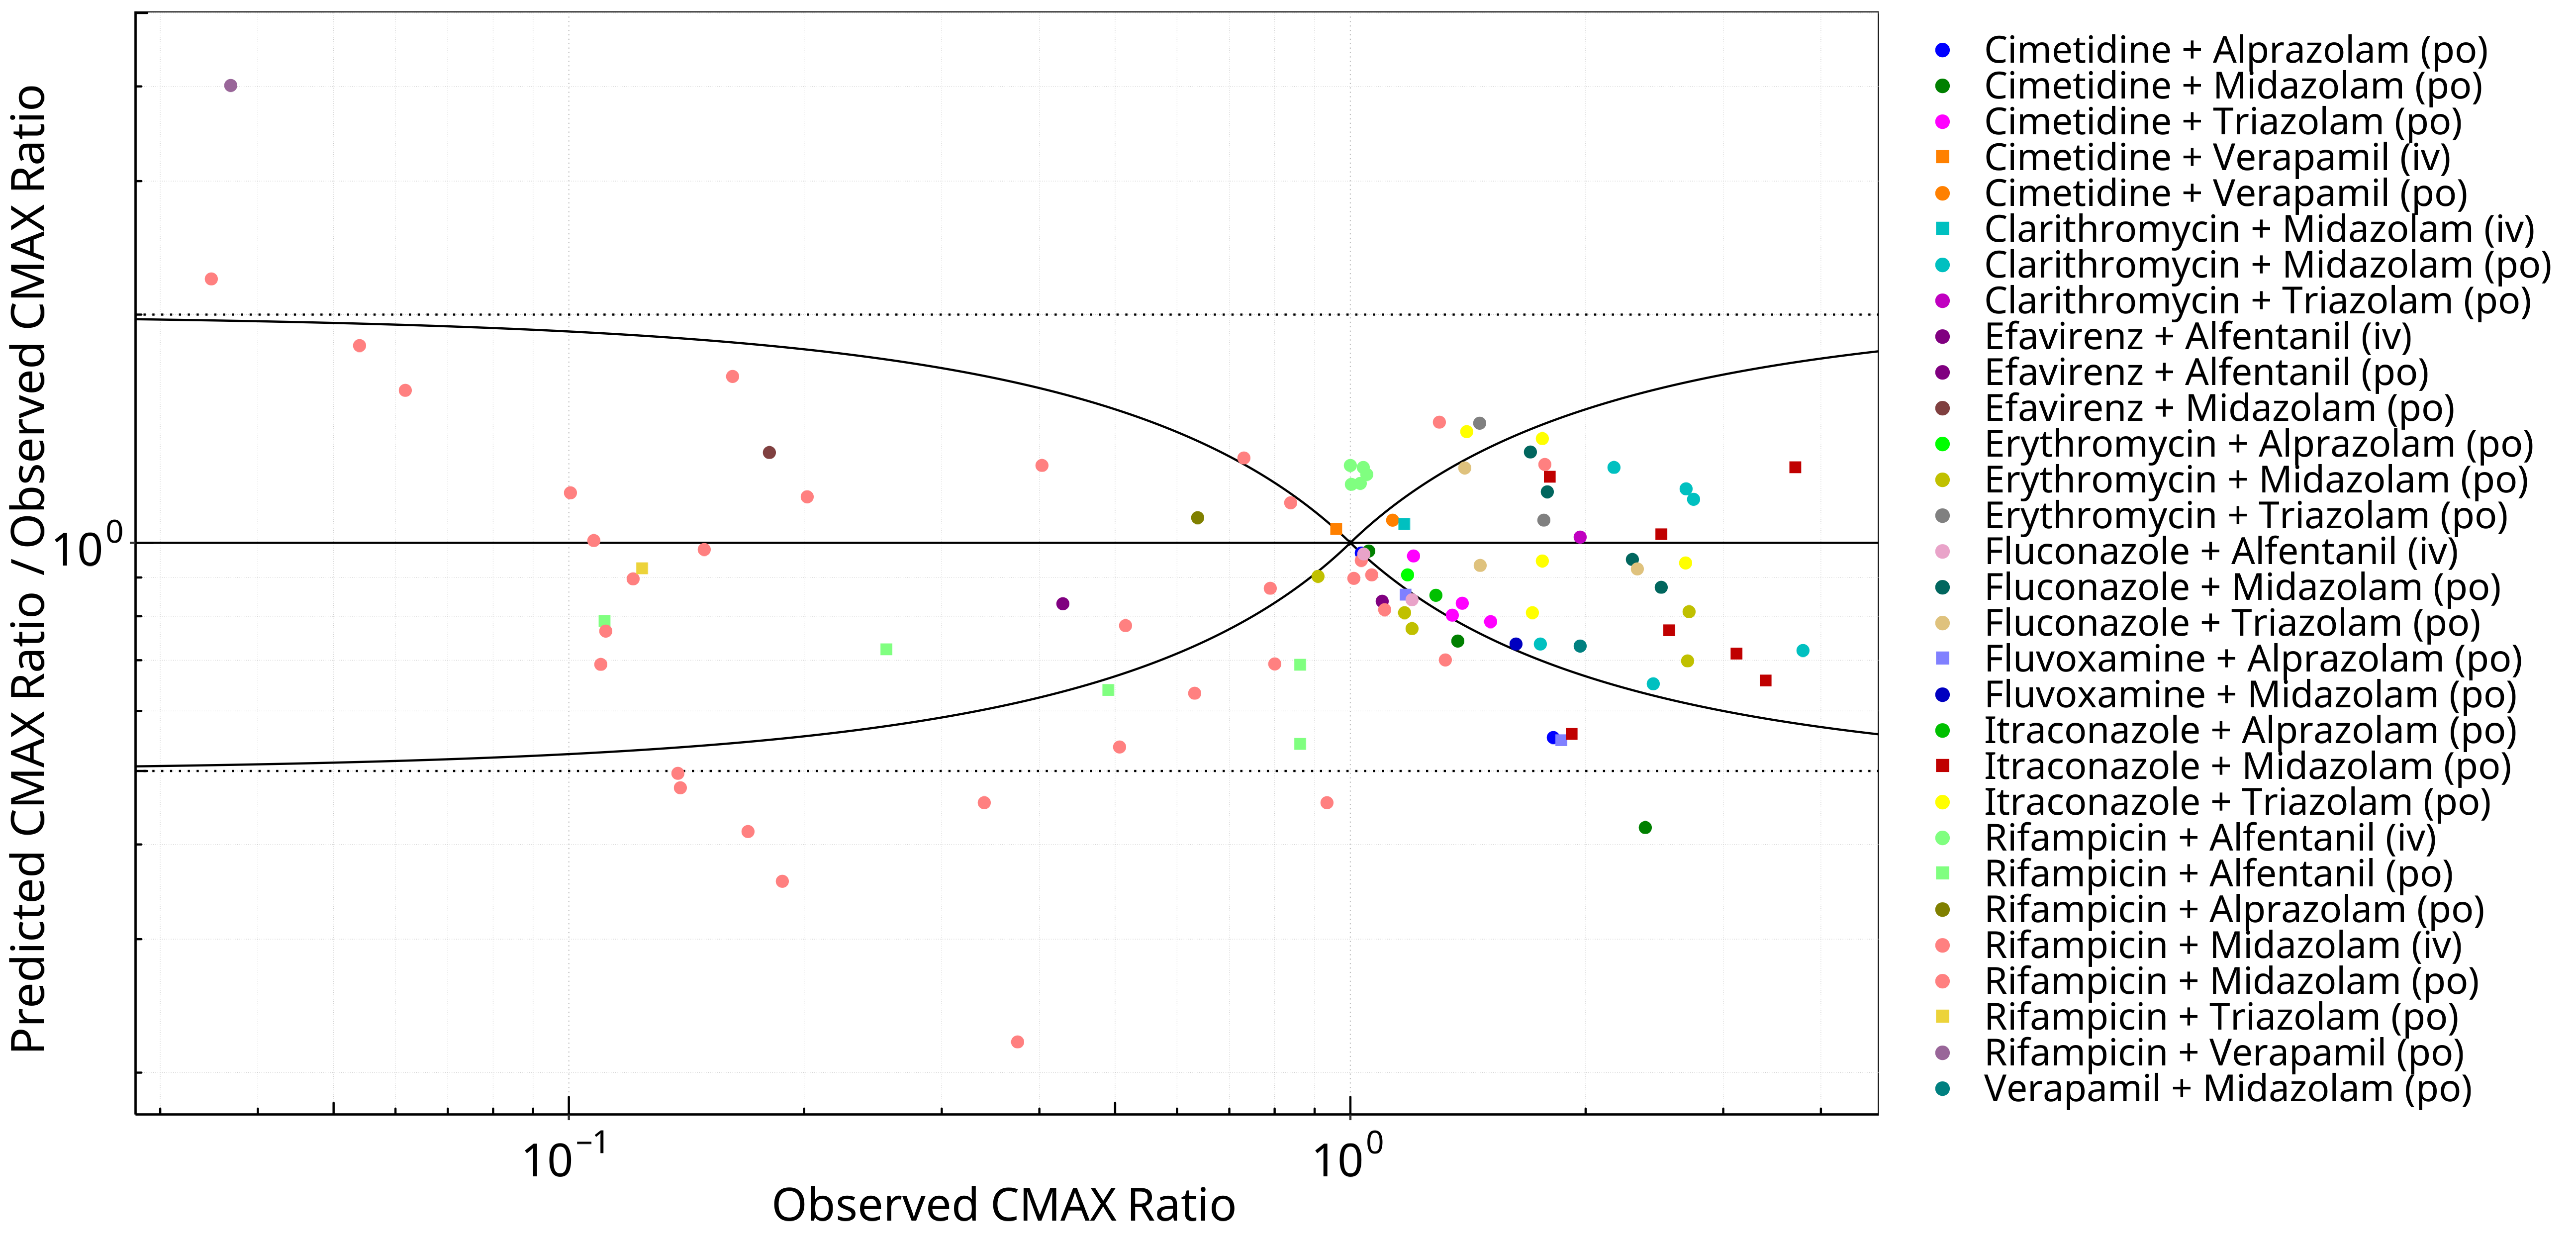 Predicted CMAX Ratio / Observed CMAX Ratio
10⁰
10⁻¹
10⁰
Observed CMAX Ratio
Cimetidine + Alprazolam (po)
Cimetidine + Midazolam (po)
Cimetidine + Triazolam (po)
Cimetidine + Verapamil (iv)
Cimetidine + Verapamil (po)
Clarithromycin + Midazolam (iv)
Clarithromycin + Midazolam (po)
Clarithromycin + Triazolam (po)
Efavirenz + Alfentanil (iv)
Efavirenz + Alfentanil (po)
Efavirenz + Midazolam (po)
Erythromycin + Alprazolam (po)
Erythromycin + Midazolam (po)
Erythromycin + Triazolam (po)
Fluconazole + Alfentanil (iv)
Fluconazole + Midazolam (po)
Fluconazole + Triazolam (po)
Fluvoxamine + Alprazolam (po)
Fluvoxamine + Midazolam (po)
Itraconazole + Alprazolam (po)
Itraconazole + Midazolam (po)
Itraconazole + Triazolam (po)
Rifampicin + Alfentanil (iv)
Rifampicin + Alfentanil (po)
Rifampicin + Alprazolam (po)
Rifampicin + Midazolam (iv)
Rifampicin + Midazolam (po)
Rifampicin + Triazolam (po)
Rifampicin + Verapamil (po)
Verapamil + Midazolam (po)